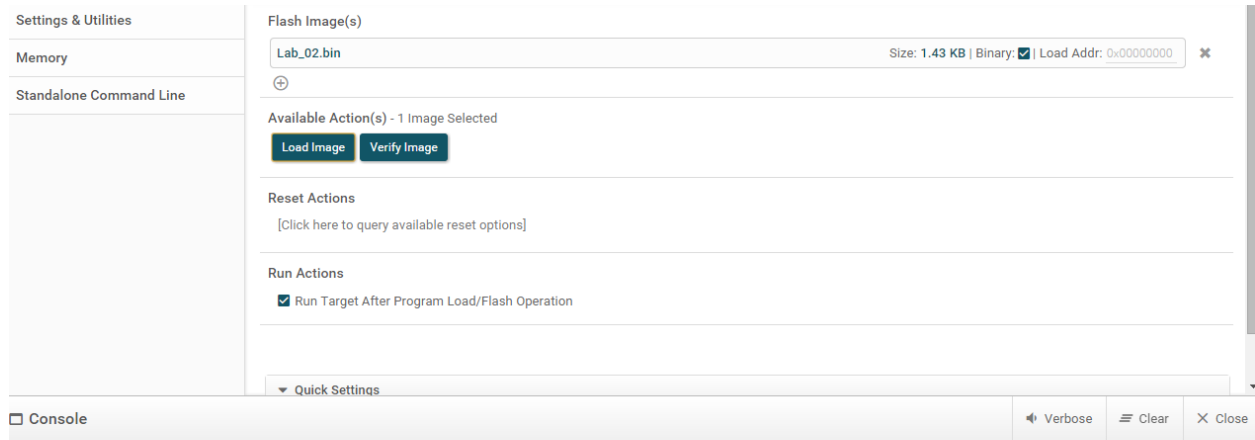 Settings & Utilities
Memory
Standalone Command Line
Flash Image(s)
Lab_02.bin Size: 1.43 KB | Binary: | Load Addr: 0x00000000
Available Action(s) - 1 Image Selected
Load Image Verify Image
Reset Actions
[Click here to query available reset options]
Run Actions
Run Target After Program Load/Flash Operation
Quick Settings
Console Verbose Clear Close